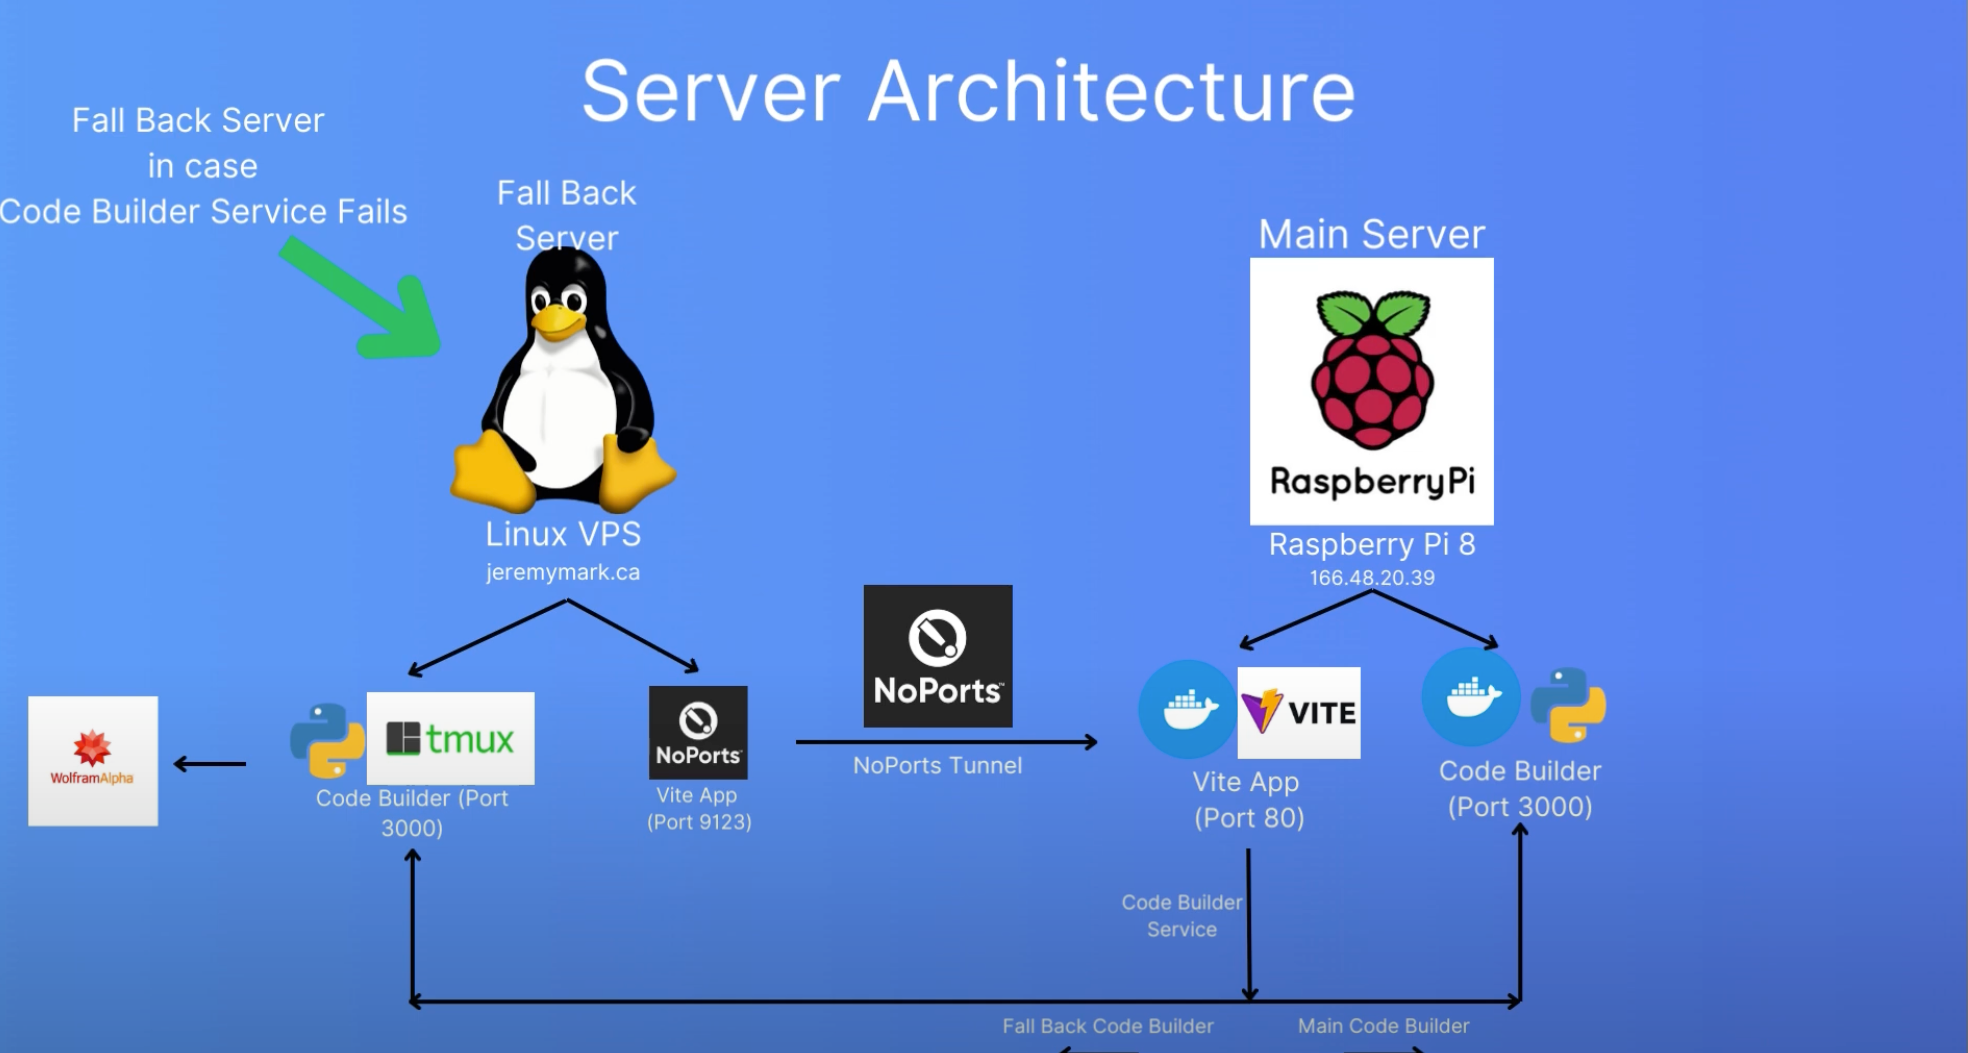 Server Architecture
Fall Back Server
in case
Code Builder Service Fails
Fall Back
Server
Linux VPS
jeremymark.ca
Main Server
RaspberryPi
Raspberry Pi 8
166.48.20.39
WolframAlpha
tmux
Code Builder (Port
3000)
NoPorts
Vite App
(Port 9123)
NoPorts™
NoPorts Tunnel
VITE
Vite App
(Port 80)
Code Builder
(Port 3000)
Code Builder
Service
Fall Back Code Builder
Main Code Builder